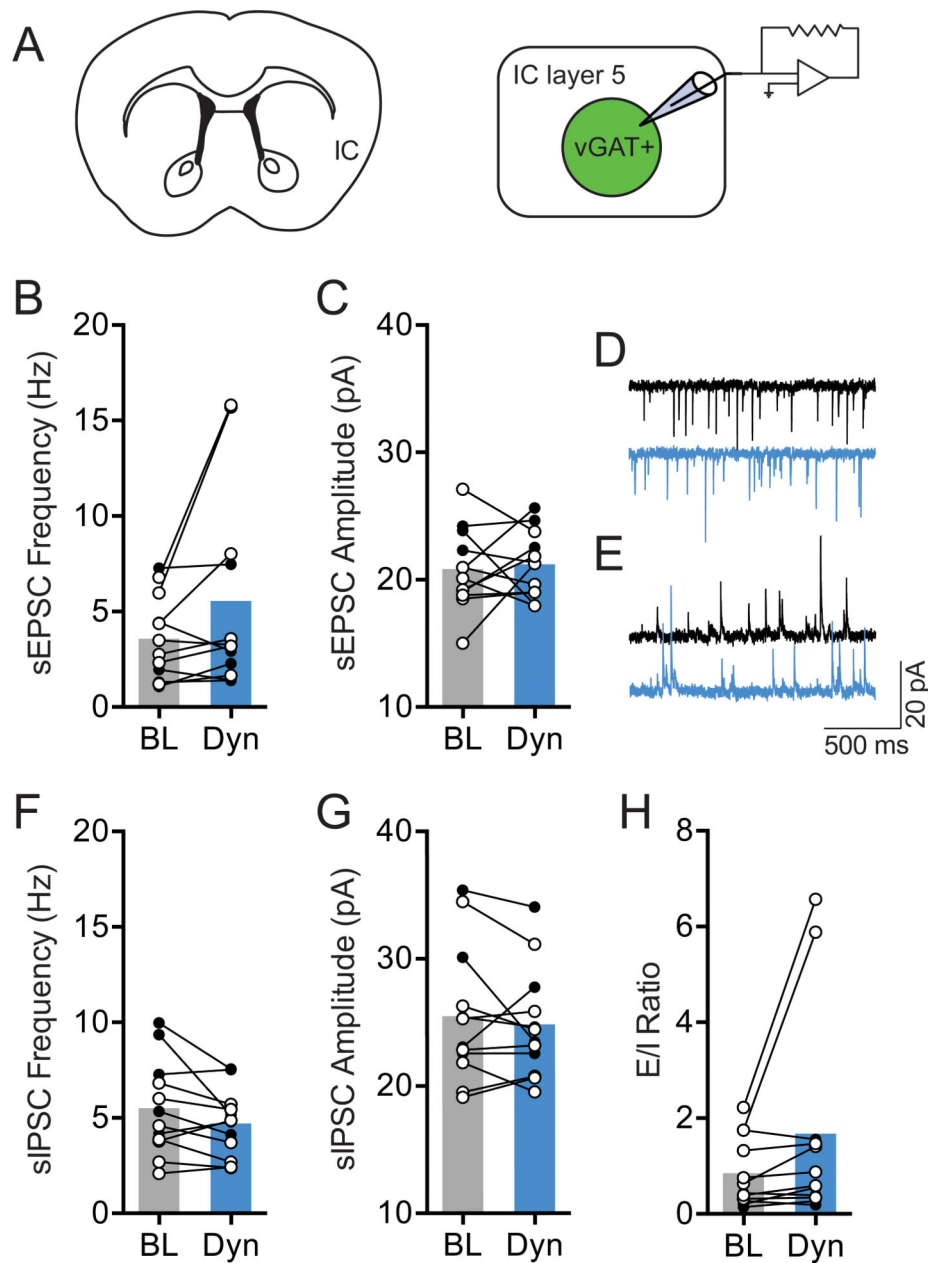 A
IC
IC layer 5
vGAT+
B
sEPSC Frequency (Hz)
20
15
10
5
0
BL Dyn
C
sEPSC Amplitude (pA)
40
30
20
10
BL Dyn
D
E
20 pA
500 ms
F
sIPSC Frequency (Hz)
20
15
10
5
0
BL Dyn
G
sIPSC Amplitude (pA)
40
30
20
10
BL Dyn
H
E/I Ratio
8
6
4
2
0
BL Dyn